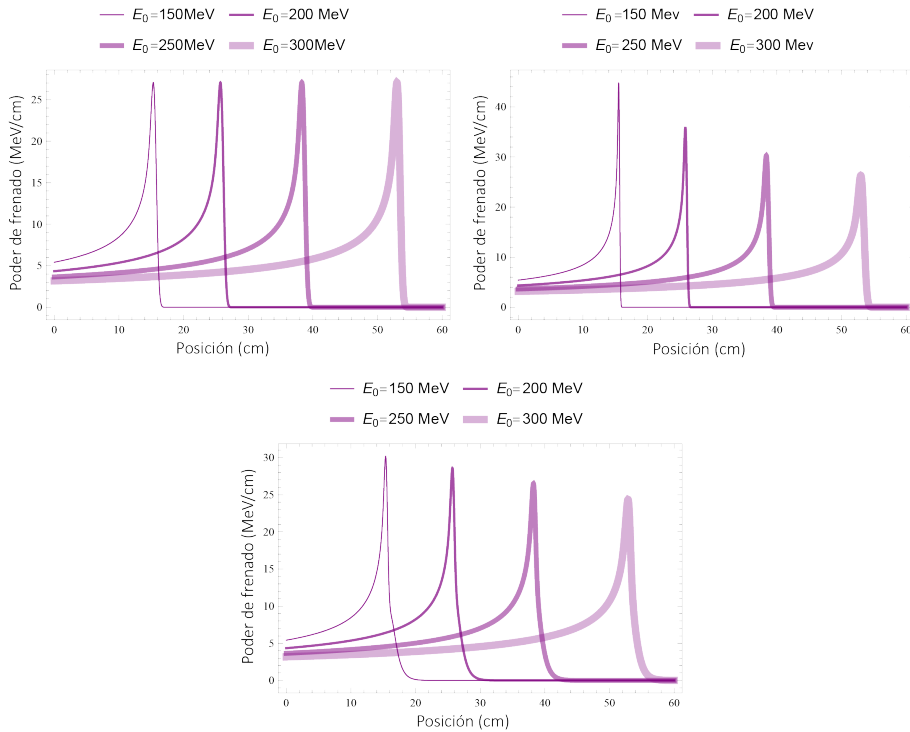 E₀=150MeV E₀=200 MeV
E₀=250MeV E₀=300MeV
Poder de frenado (MeV/cm)
25
20
15
10
5
0
0 10 20 30 40 50 60
Posición (cm)
E₀=150 Mev E₀=200 MeV
E₀=250 MeV E₀=300 Mev
Poder de frenado (MeV/cm)
40
30
20
10
0
0 10 20 30 40 50 60
Posición (cm)
E₀=150 MeV E₀=200 MeV
E₀=250 MeV E₀=300 MeV
Poder de frenado (MeV/cm)
30
25
20
15
10
5
0
0 10 20 30 40 50 60
Posición (cm)